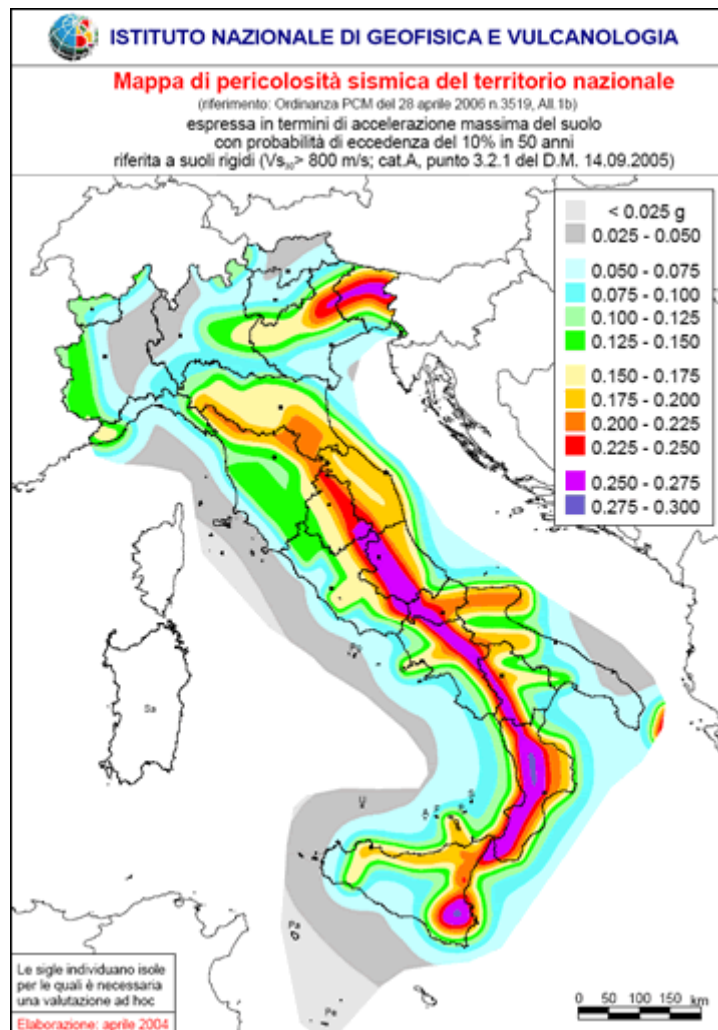 ISTITUTO NAZIONALE DI GEOFISICA E VULCANOLOGIA
Mappa di pericolosità sismica del territorio nazionale
(riferimento: Ordinanza PCM del 28 aprile 2006 n.3519, All.1b)
espressa in termini di accelerazione massima del suolo
con probabilità di eccedenza del 10% in 50 anni
riferita a suoli rigidi (Vs₃₀> 800 m/s; cat.A, punto 3.2.1 del D.M. 14.09.2005)
< 0.025 g
0.025 - 0.050
0.050 - 0.075
0.075 - 0.100
0.100 - 0.125
0.125 - 0.150
0.150 - 0.175
0.175 - 0.200
0.200 - 0.225
0.225 - 0.250
0.250 - 0.275
0.275 - 0.300
Sa
U
A
Pa
Pe
Le sigle individuano isole
per le quali è necessaria
una valutazione ad hoc
Elaborazione: aprile 2004
0 50 100 150 200
km